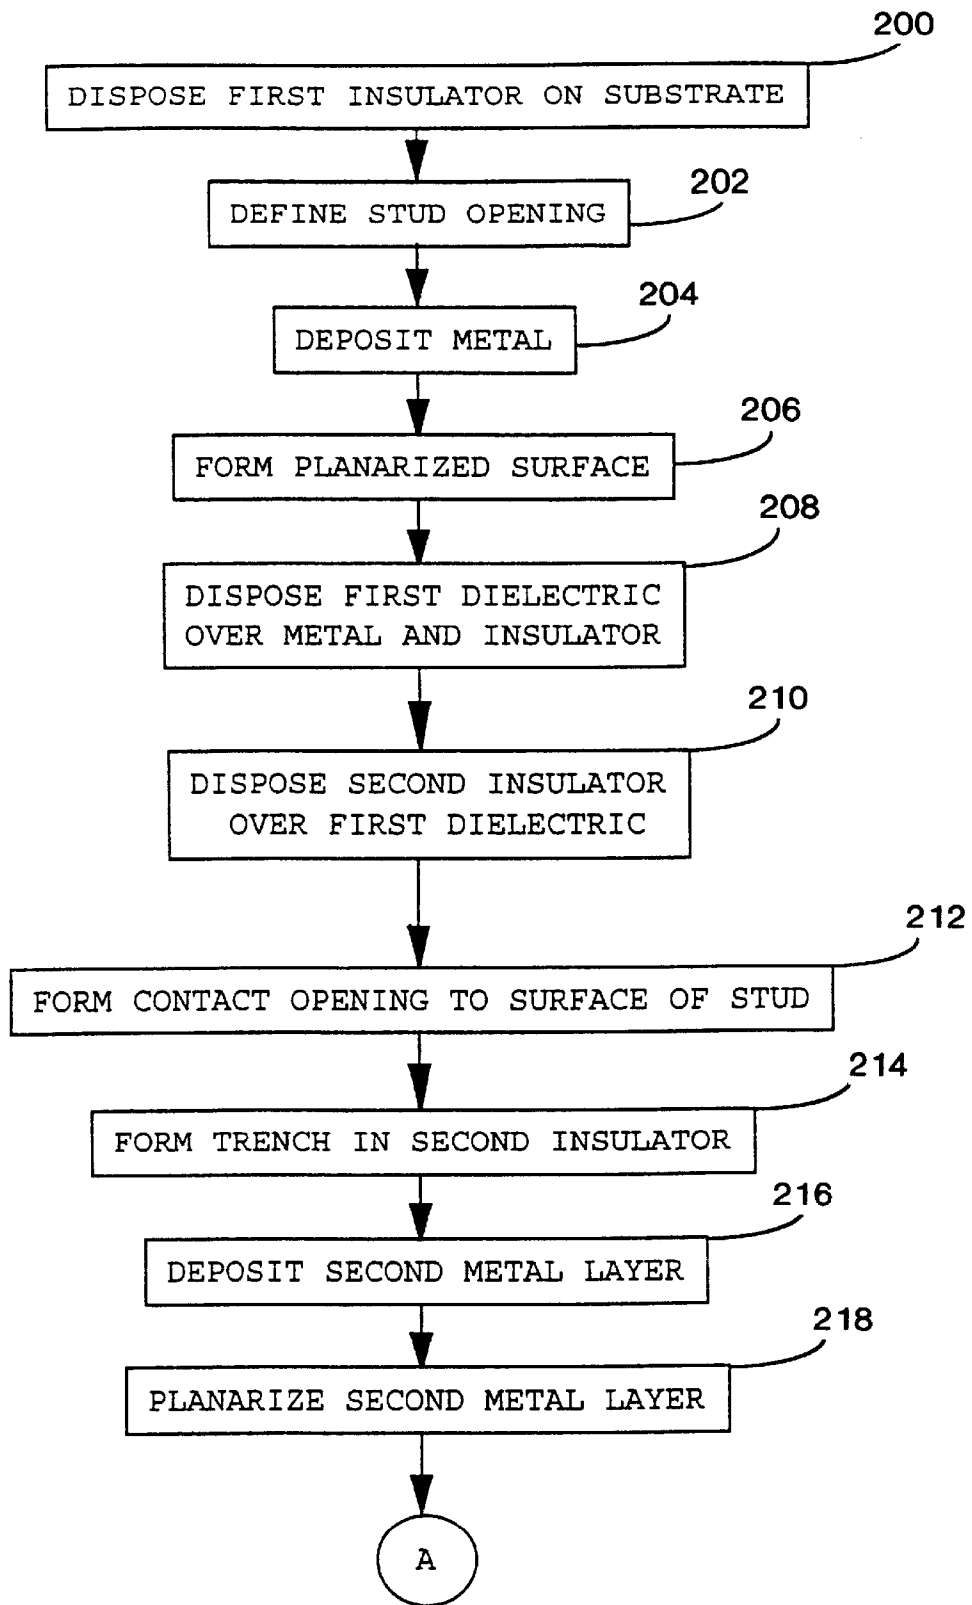 200
DISPOSE FIRST INSULATOR ON SUBSTRATE
202
DEFINE STUD OPENING
204
DEPOSIT METAL
206
FORM PLANARIZED SURFACE
208
DISPOSE FIRST DIELECTRIC
OVER METAL AND INSULATOR
210
DISPOSE SECOND INSULATOR
OVER FIRST DIELECTRIC
212
FORM CONTACT OPENING TO SURFACE OF STUD
214
FORM TRENCH IN SECOND INSULATOR
216
DEPOSIT SECOND METAL LAYER
218
PLANARIZE SECOND METAL LAYER
A